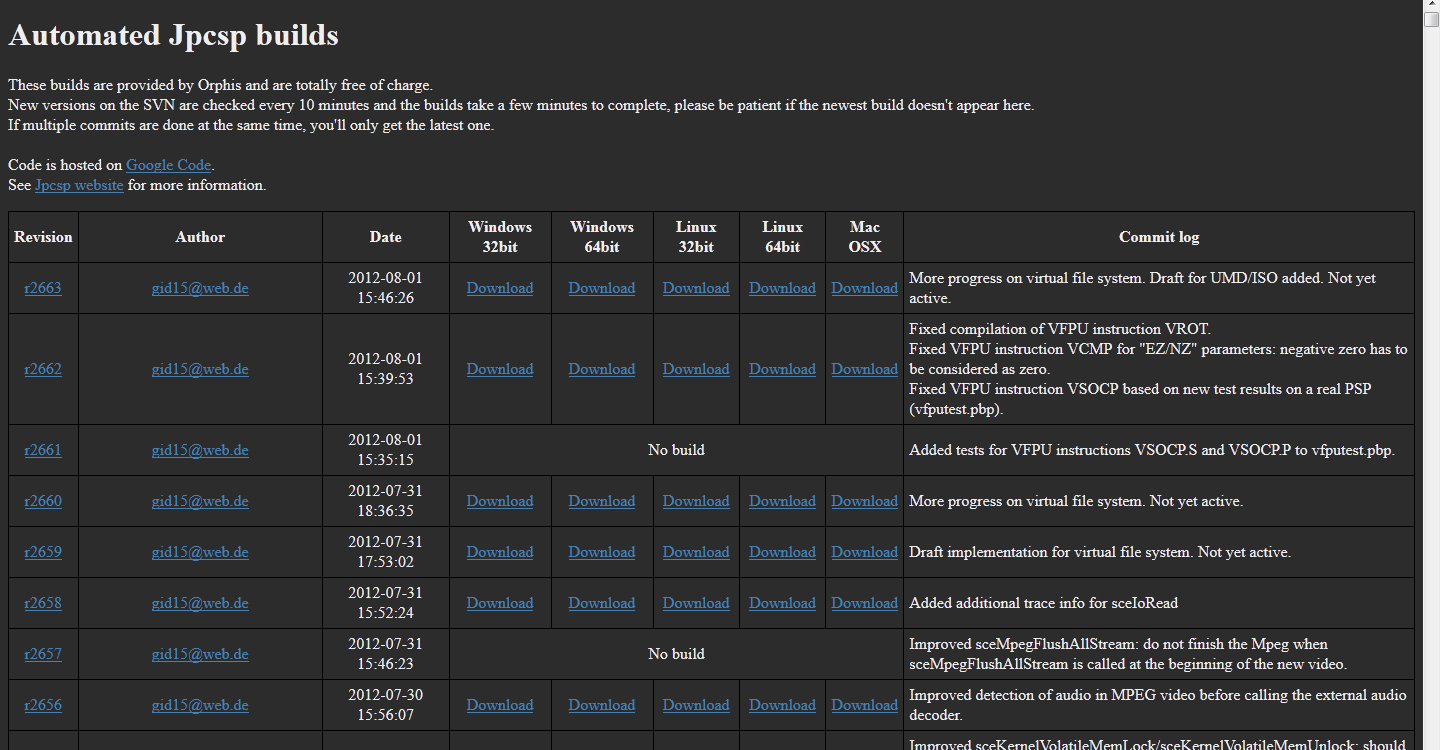 Automated Jpcsp builds
These builds are provided by Orphis and are totally free of charge.
New versions on the SVN are checked every 10 minutes and the builds take a few minutes to complete, please be patient if the newest build doesn't appear here.
If multiple commits are done at the same time, you'll only get the latest one.
Code is hosted on Google Code.
See Jpcsp website for more information.
Revision Author Date Windows 32bit Windows 64bit Linux 32bit Linux 64bit Mac OSX Commit log
r2663 gid15@web.de 2012-08-01 15:46:26 Download Download Download Download Download More progress on virtual file system. Draft for UMD/ISO added. Not yet
active.
r2662 gid15@web.de 2012-08-01 15:39:53 Download Download Download Download Download Fixed compilation of VFPU instruction VROT.
Fixed VFPU instruction VCMP for "EZ/NZ" parameters: negative zero has to
be considered as zero.
Fixed VFPU instruction VSOCP based on new test results on a real PSP
(vfputest.pbp).
r2661 gid15@web.de 2012-08-01 15:35:15 No build Added tests for VFPU instructions VSOCP.S and VSOCP.P to vfputest.pbp.
r2660 gid15@web.de 2012-07-31 18:36:35 Download Download Download Download Download More progress on virtual file system. Not yet active.
r2659 gid15@web.de 2012-07-31 17:53:02 Download Download Download Download Download Draft implementation for virtual file system. Not yet active.
r2658 gid15@web.de 2012-07-31 15:52:24 Download Download Download Download Download Added additional trace info for sceIoRead
r2657 gid15@web.de 2012-07-31 15:46:23 No build Improved sceMpegFlushAllStream: do not finish the Mpeg when
sceMpegFlushAllStream is called at the beginning of the new video.
r2656 gid15@web.de 2012-07-30 15:56:07 Download Download Download Download Download Improved detection of audio in MPEG video before calling the external audio
decoder.
Improved sceKernelVolatileMemLock/sceKernelVolatileMemUnlock: should